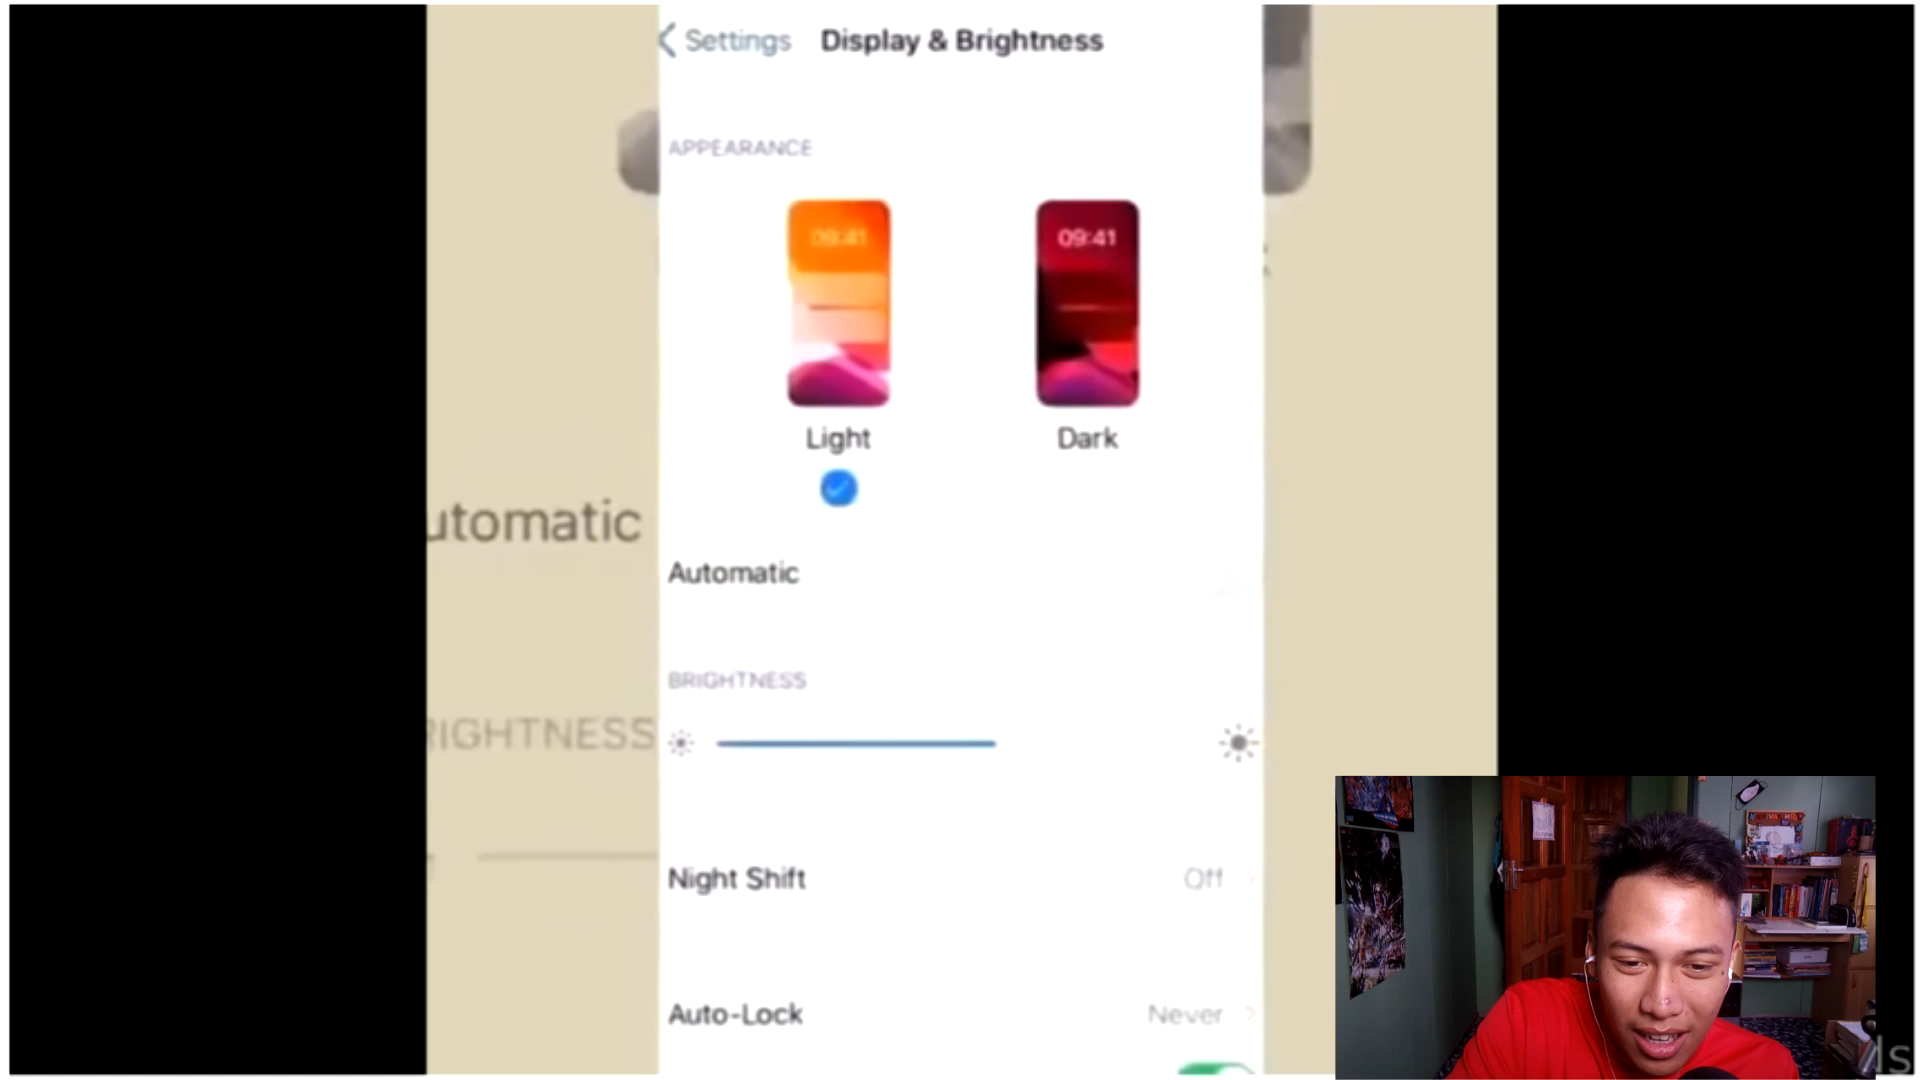 Settings
Display & Brightness
APPEARANCE
09:41
09:41
Light
Dark
utomatic
Automatic
BRIGHTNESS
RIGHTNESS
Night Shift
Off
Auto-Lock
Never
ds